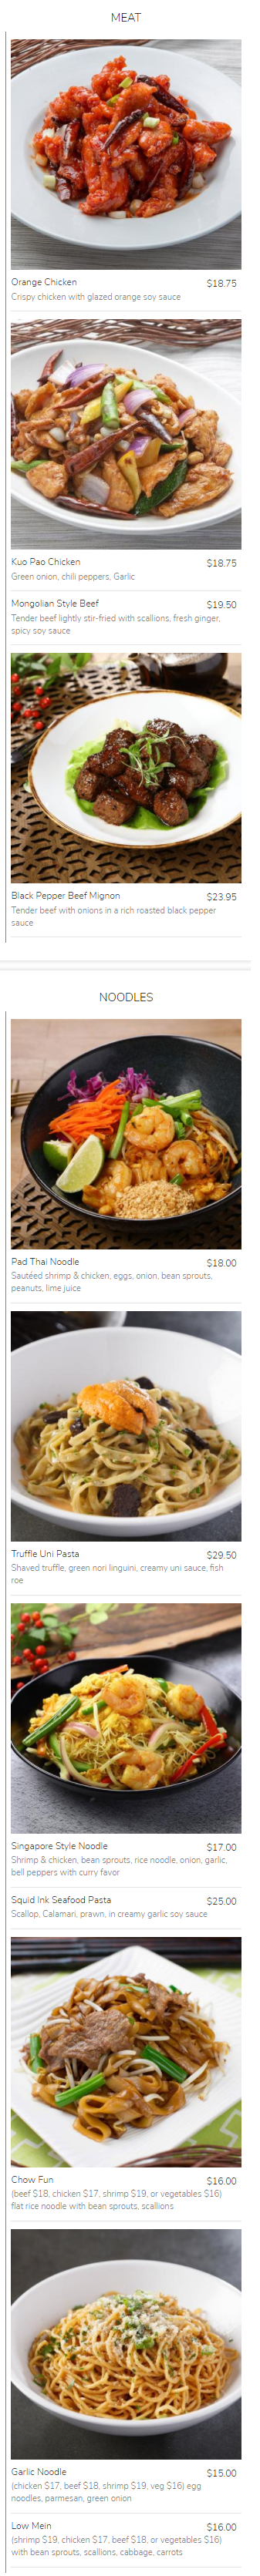 MEAT
Orange Chicken
$18.75
Crispy chicken with glazed orange soy sauce
Kuo Pao Chicken
$18.75
Green onion, chili peppers, Garlic
Mongolian Style Beef
$19.50
Tender beef lightly stir-fried with scallions, fresh ginger,
spicy soy sauce
Black Pepper Beef Mignon
$23.95
Tender beef with onions in a rich roasted black pepper
sauce
NOODLES
Pad Thai Noodle
$18.00
Sautéed shrimp & chicken, eggs, onion, bean sprouts,
peanuts, lime juice
Truffle Uni Pasta
$29.50
Shaved truffle, green nori linguini, creamy uni sauce, fish
roe
Singapore Style Noodle
$17.00
Shrimp & chicken, bean sprouts, rice noodle, onion, garlic,
bell peppers with curry favor
Squid Ink Seafood Pasta
$25.00
Scallop, Calamari, prawn, in creamy garlic soy sauce
Chow Fun
$16.00
(beef $18, chicken $17, shrimp $19, or vegetables $16)
flat rice noodle with bean sprouts, scallions
Garlic Noodle
$15.00
(chicken $17, beef $18, shrimp $19, veg $16) egg
noodles, parmesan, green onion
Low Mein
$16.00
(shrimp $19, chicken $17, beef $18, or vegetables $16)
with bean sprouts, scallions, cabbage, carrots